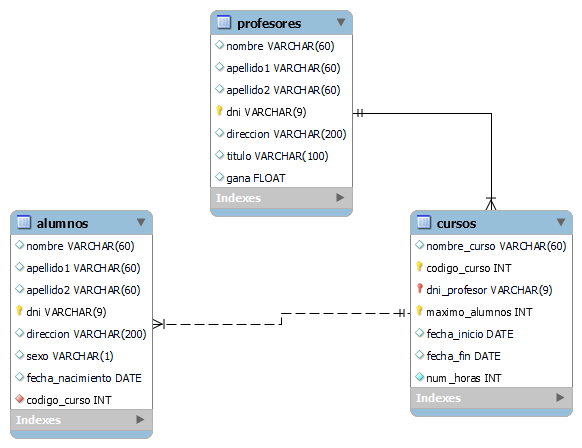 profesores
nombre VARCHAR(60)
apellido1 VARCHAR(60)
apellido2 VARCHAR(60)
dni VARCHAR(9)
direccion VARCHAR(200)
titulo VARCHAR(100)
gana FLOAT
Indexes
alumnos
nombre VARCHAR(60)
apellido1 VARCHAR(60)
apellido2 VARCHAR(60)
dni VARCHAR(9)
direccion VARCHAR(200)
sexo VARCHAR(1)
fecha_nacimiento DATE
codigo_curso INT
Indexes
cursos
nombre_curso VARCHAR(60)
codigo_curso INT
dni_profesor VARCHAR(9)
maximo_alumnos INT
fecha_inicio DATE
fecha_fin DATE
num_horas INT
Indexes